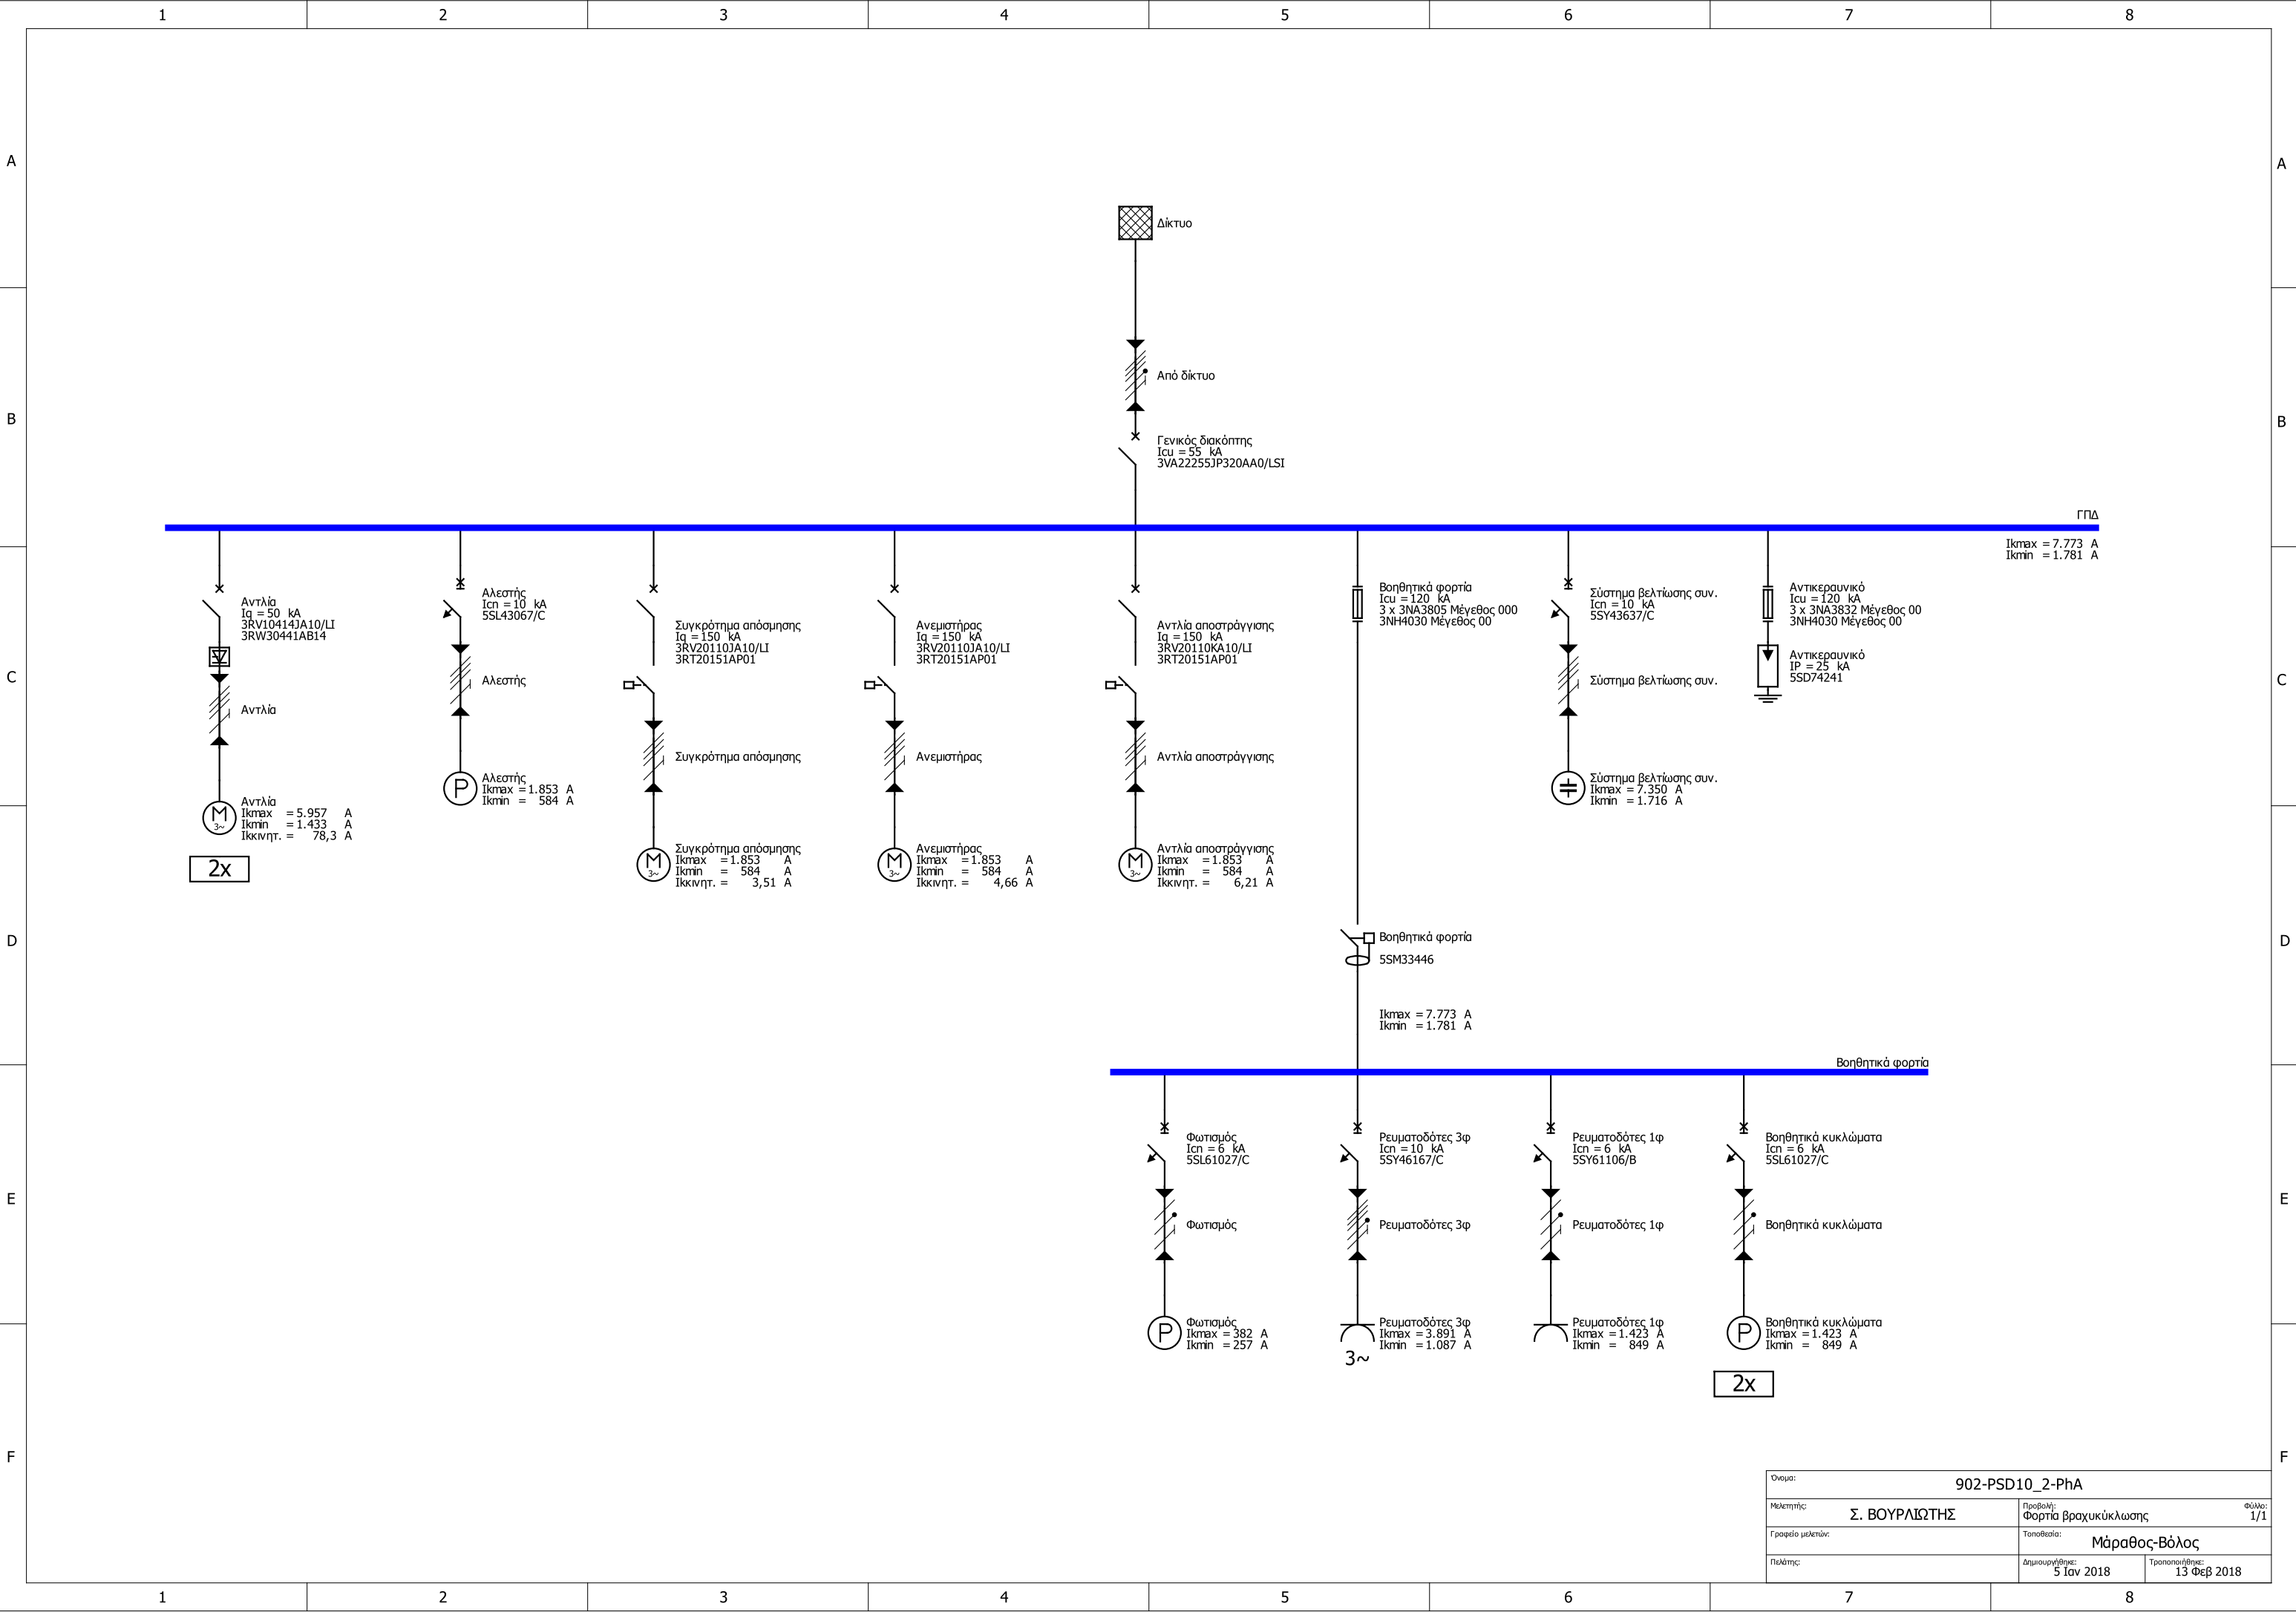 1 2 3 4 5 6 7 8
A A
Δίκτυο
Από δίκτυο
B B
Γενικός διακόπτης
Icu = 55 kA
3VA22255JP320AA0/LSI
ΓΠΔ
Ikmax = 7.773 A
Ikmin = 1.781 A
Αντλία
Iq = 50 kA
3RV10414JA10/LI
3RW30441AB14
Αντλία
Αντλία
Ikmax = 5.957 A
Ikmin = 1.433 A
Ikκινητ. = 78,3 A
M
3~
2x
Αλεστής
Icn = 10 kA
5SL43067/C
Αλεστής
P
Αλεστής
Ikmax = 1.853 A
Ikmin = 584 A
Συγκρότημα απόσμησης
Iq = 150 kA
3RV20110JA10/LI
3RT20151AP01
Συγκρότημα απόσμησης
M
3~
Συγκρότημα απόσμησης
Ikmax = 1.853 A
Ikmin = 584 A
Ikκινητ. = 3,51 A
Ανεμιστήρας
Iq = 150 kA
3RV20110JA10/LI
3RT20151AP01
Ανεμιστήρας
M
3~
Ανεμιστήρας
Ikmax = 1.853 A
Ikmin = 584 A
Ikκινητ. = 4,66 A
Αντλία αποστράγγισης
Iq = 150 kA
3RV20110KA10/LI
3RT20151AP01
Αντλία αποστράγγισης
M
3~
Αντλία αποστράγγισης
Ikmax = 1.853 A
Ikmin = 584 A
Ikκινητ. = 6,21 A
Βοηθητικά φορτία
Icu = 120 kA
3 x 3NA3805 Μέγεθος 000
3NH4030 Μέγεθος 00
Σύστημα βελτίωσης συν.
Icn = 10 kA
5SY43637/C
Σύστημα βελτίωσης συν.
Σύστημα βελτίωσης συν.
Ikmax = 7.350 A
Ikmin = 1.716 A
Αντικεραυνικό
Icu = 120 kA
3 x 3NA3832 Μέγεθος 00
3NH4030 Μέγεθος 00
Αντικεραυνικό
IP = 25 kA
5SD74241
C C
D D
Βοηθητικά φορτία
5SM33446
Ikmax = 7.773 A
Ikmin = 1.781 A
Βοηθητικά φορτία
Φωτισμός
Icn = 6 kA
5SL61027/C
Φωτισμός
P
Φωτισμός
Ikmax = 382 A
Ikmin = 257 A
Ρευματοδότες 3φ
Icn = 10 kA
5SY46167/C
Ρευματοδότες 3φ
Ρευματοδότες 3φ
Ikmax = 3.891 A
Ikmin = 1.087 A
3~
Ρευματοδότες 1φ
Icn = 6 kA
5SY61106/B
Ρευματοδότες 1φ
Ρευματοδότες 1φ
Ikmax = 1.423 A
Ikmin = 849 A
Βοηθητικά κυκλώματα
Icn = 6 kA
5SL61027/C
Βοηθητικά κυκλώματα
P
Βοηθητικά κυκλώματα
Ikmax = 1.423 A
Ikmin = 849 A
2x
E E
F F
Όνομα:
902-PSD10_2-PhA
Μελετητής:
Σ. ΒΟΥΡΛΙΩΤΗΣ
Προβολή:
Φορτία βραχυκύκλωσης
Φύλλο:
1/1
Γραφείο μελετών:
Τοποθεσία:
Μάραθος-Βόλος
Πελάτης:
Δημιουργήθηκε:
5 Ιαν 2018
Τροποποιήθηκε:
13 Φεβ 2018
1 2 3 4 5 6 7 8